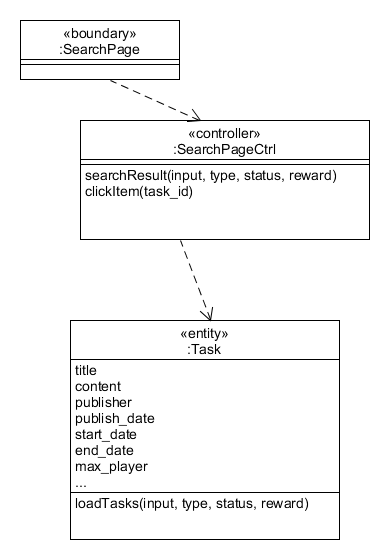 «boundary»
:SearchPage
«controller»
:SearchPageCtrl
searchResult(input, type, status, reward)
clickItem(task_id)
«entity»
:Task
title
content
publisher
publish_date
start_date
end_date
max_player
...
loadTasks(input, type, status, reward)